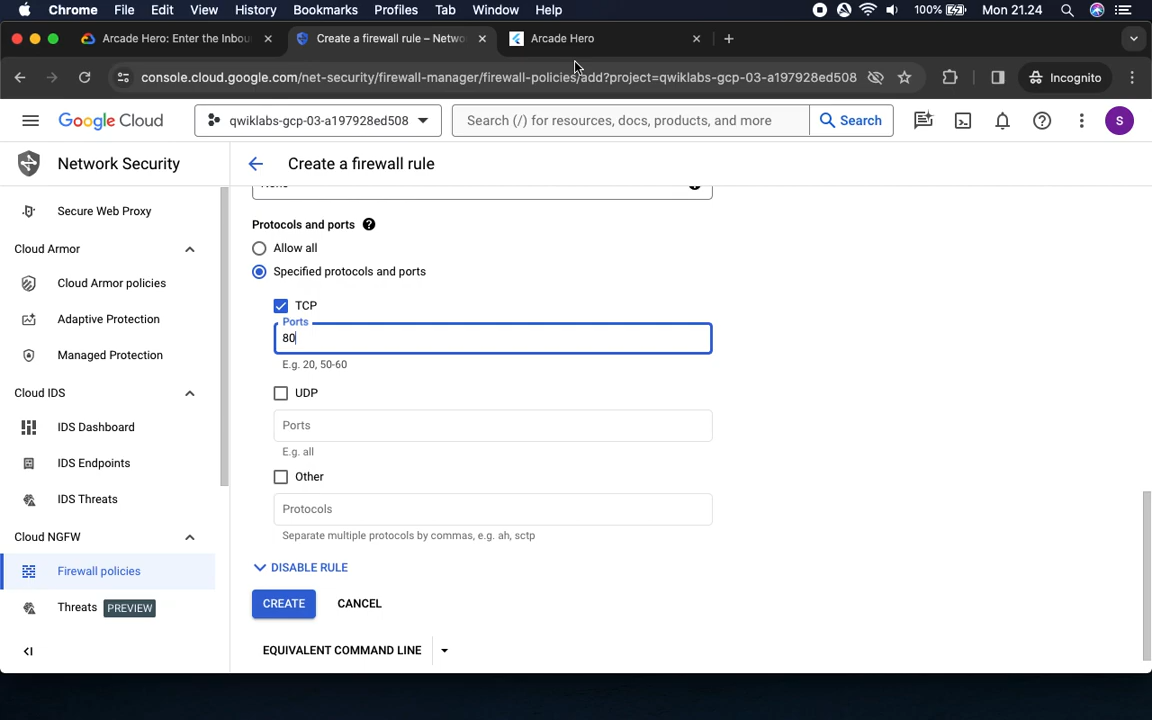 Chrome File Edit View History Bookmarks Profiles Tab Window Help 100% Mon 21.24
Arcade Hero: Enter the Inbou Create a firewall rule – Netwo Arcade Hero
console.cloud.google.com/net-security/firewall-manager/firewall-policies/add?project=qwiklabs-gcp-03-a197928ed508 Incognito
Google Cloud qwiklabs-gcp-03-a197928ed508 Search (/) for resources, docs, products, and more Search S
Network Security Create a firewall rule
Secure Web Proxy
Protocols and ports
Cloud Armor
Allow all
Specified protocols and ports
Cloud Armor policies
TCP
Adaptive Protection
Ports
80
Managed Protection
E.g. 20, 50-60
Cloud IDS
UDP
IDS Dashboard
Ports
E.g. all
IDS Endpoints
Other
IDS Threats
Protocols
Cloud NGFW
Separate multiple protocols by commas, e.g. ah, sctp
Firewall policies
DISABLE RULE
Threats PREVIEW
CREATE CANCEL
EQUIVALENT COMMAND LINE